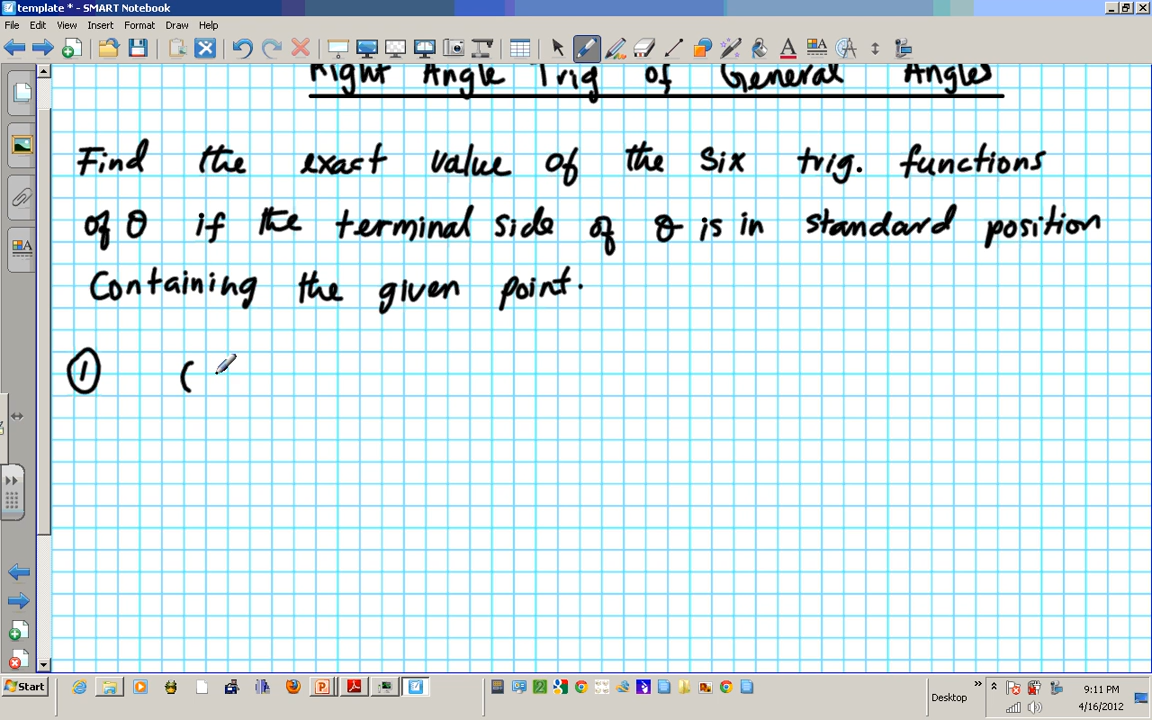 template * - SMART Notebook
File Edit View Insert Format Draw Help
Right Angle Trig of General Angles
Find the exact value of the six trig. functions
of θ if the terminal side of θ is in standard position
Containing the given point.
① (
Start
Desktop
9:11 PM
4/16/2012